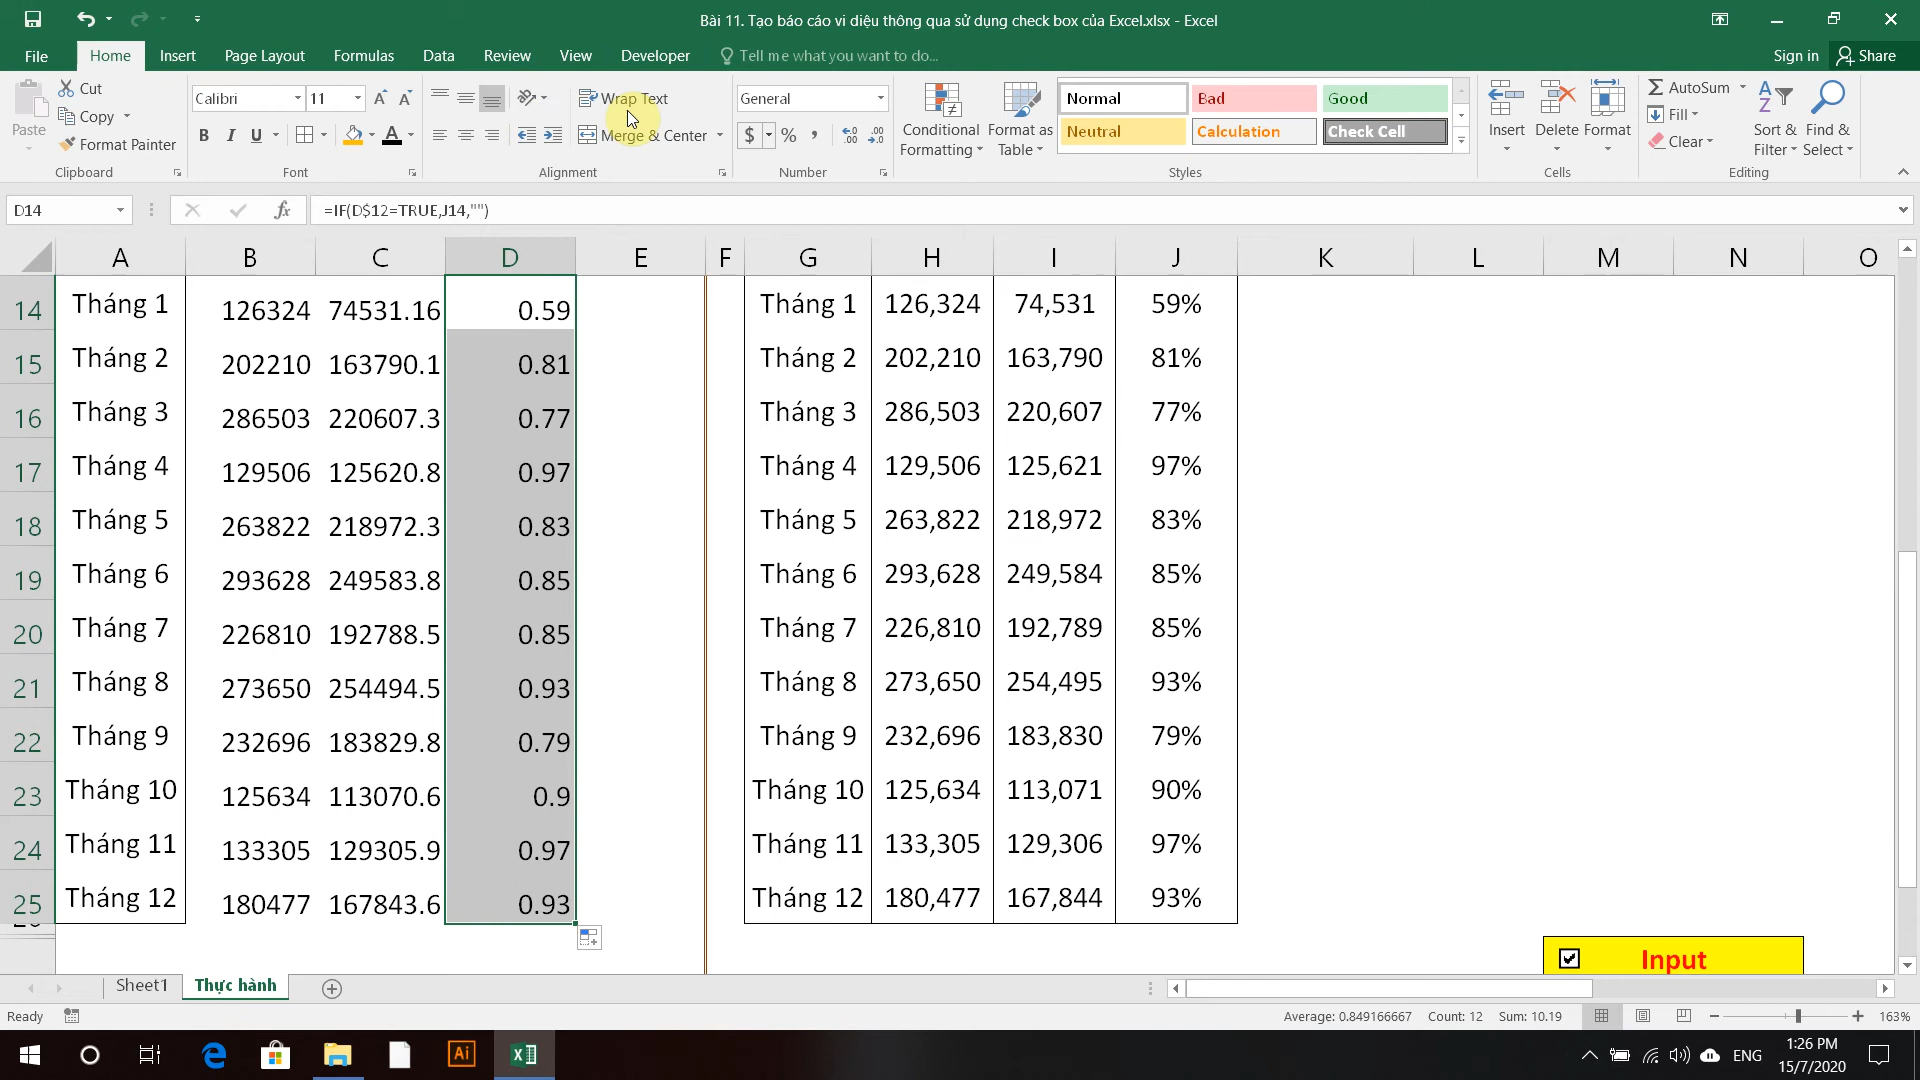 Bài 11. Tạo báo cáo vi diệu thông qua sử dụng check box của Excel.xlsx - Excel
File Home Insert Page Layout Formulas Data Review View Developer Tell me what you want to do... Sign in Share
Cut
Copy
Format Painter
Paste
Clipboard
Calibri 11
B I U
Font
Wrap Text
Merge & Center
Alignment
General
$ % ,
Number
Conditional Formatting
Format as Table
Normal Bad Good
Neutral Calculation Check Cell
Styles
Insert Delete Format
Cells
AutoSum
Fill
Clear
Sort & Filter
Find & Select
Editing
D14 fx =IF(D$12=TRUE,J14,"")
A B C D E F G H I J K L M N O
14 Tháng 1 126324 74531.16 0.59 Tháng 1 126,324 74,531 59%
15 Tháng 2 202210 163790.1 0.81 Tháng 2 202,210 163,790 81%
16 Tháng 3 286503 220607.3 0.77 Tháng 3 286,503 220,607 77%
17 Tháng 4 129506 125620.8 0.97 Tháng 4 129,506 125,621 97%
18 Tháng 5 263822 218972.3 0.83 Tháng 5 263,822 218,972 83%
19 Tháng 6 293628 249583.8 0.85 Tháng 6 293,628 249,584 85%
20 Tháng 7 226810 192788.5 0.85 Tháng 7 226,810 192,789 85%
21 Tháng 8 273650 254494.5 0.93 Tháng 8 273,650 254,495 93%
22 Tháng 9 232696 183829.8 0.79 Tháng 9 232,696 183,830 79%
23 Tháng 10 125634 113070.6 0.9 Tháng 10 125,634 113,071 90%
24 Tháng 11 133305 129305.9 0.97 Tháng 11 133,305 129,306 97%
25 Tháng 12 180477 167843.6 0.93 Tháng 12 180,477 167,844 93%
Input
Sheet1 Thực hành
Ready Average: 0.849166667 Count: 12 Sum: 10.19 163%
Ai ENG 1:26 PM
15/7/2020